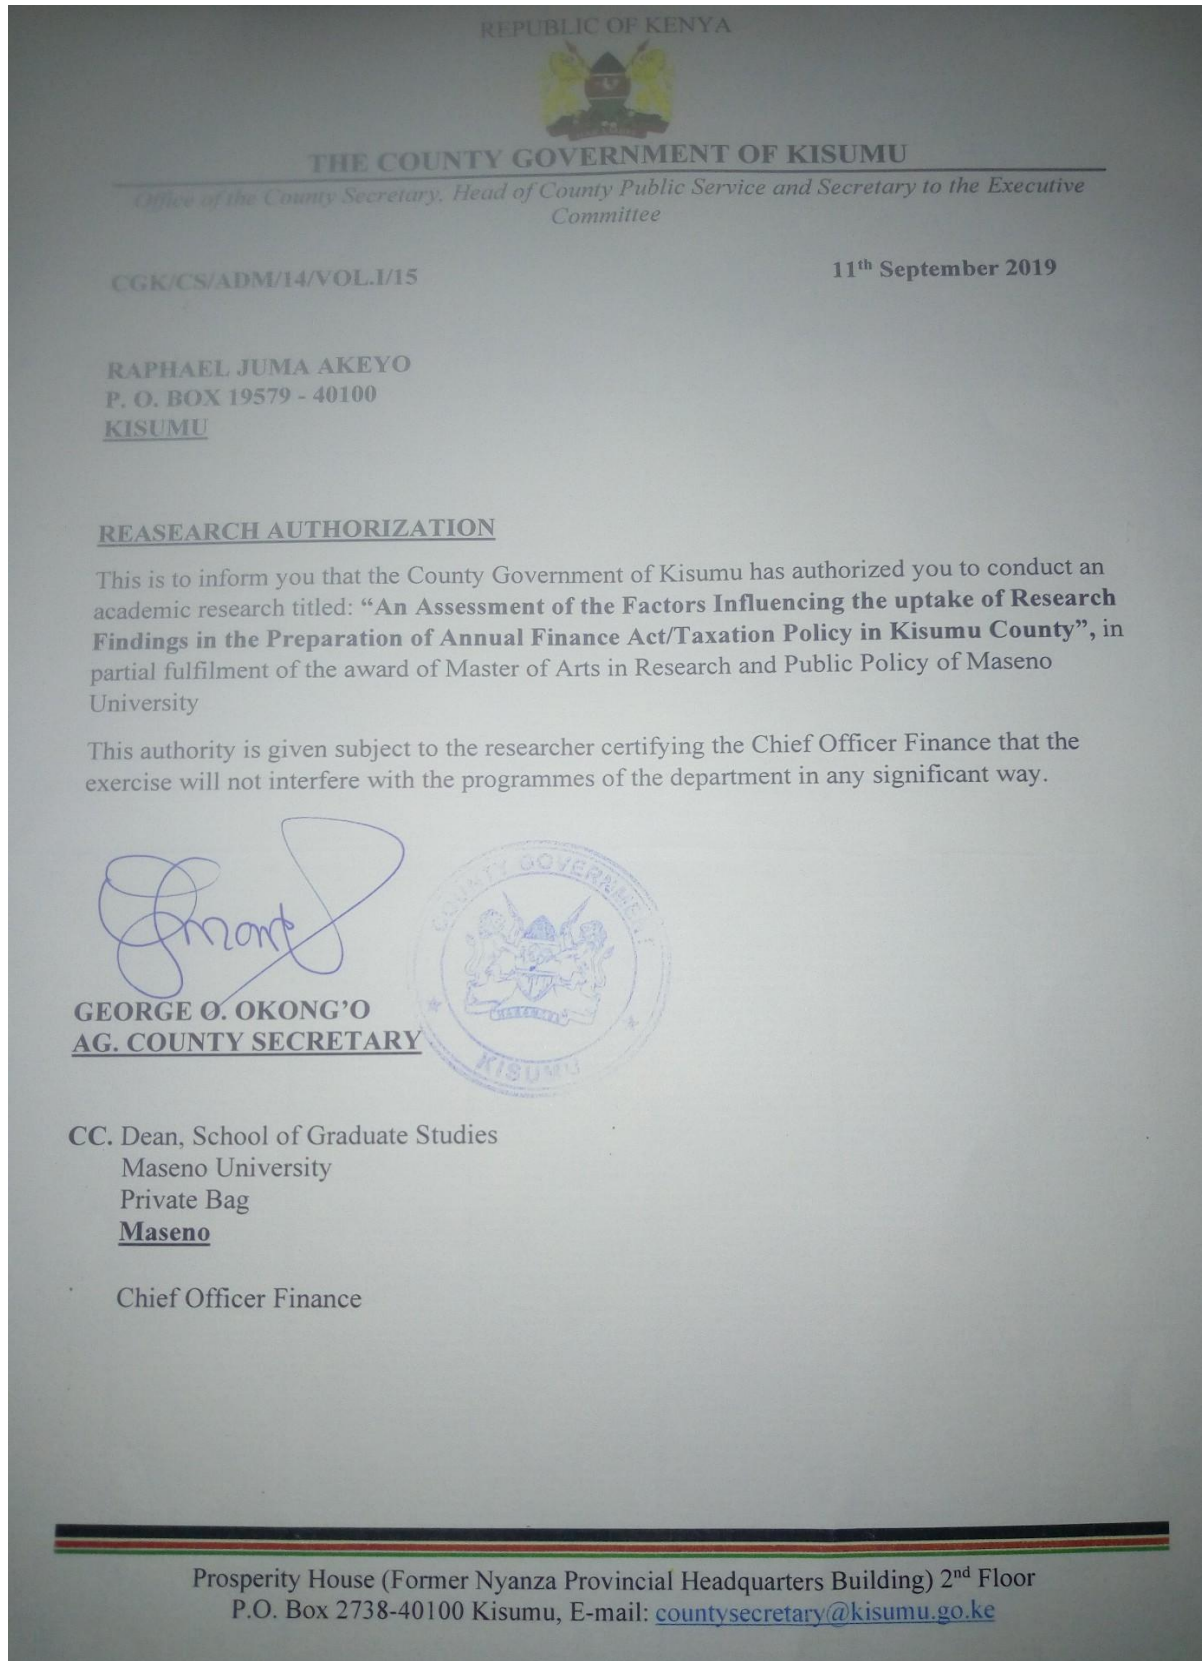 REPUBLIC OF KENYA
THE COUNTY GOVERNMENT OF KISUMU
Office of the County Secretary, Head of County Public Service and Secretary to the Executive
Committee
CGK/CS/ADM/14/VOL.I/15
11th September 2019
RAPHAEL JUMA AKEYO
P. O. BOX 19579 - 40100
KISUMU
REASEARCH AUTHORIZATION
This is to inform you that the County Government of Kisumu has authorized you to conduct an
academic research titled: “An Assessment of the Factors Influencing the uptake of Research
Findings in the Preparation of Annual Finance Act/Taxation Policy in Kisumu County”, in
partial fulfilment of the award of Master of Arts in Research and Public Policy of Maseno
University
This authority is given subject to the researcher certifying the Chief Officer Finance that the
exercise will not interfere with the programmes of the department in any significant way.
COUNTY GOVERNMENT
HARAMBEE
KISUMU
GEORGE O. OKONG’O
AG. COUNTY SECRETARY
CC. Dean, School of Graduate Studies
Maseno University
Private Bag
Maseno
Chief Officer Finance
Prosperity House (Former Nyanza Provincial Headquarters Building) 2nd Floor
P.O. Box 2738-40100 Kisumu, E-mail: countysecretary@kisumu.go.ke